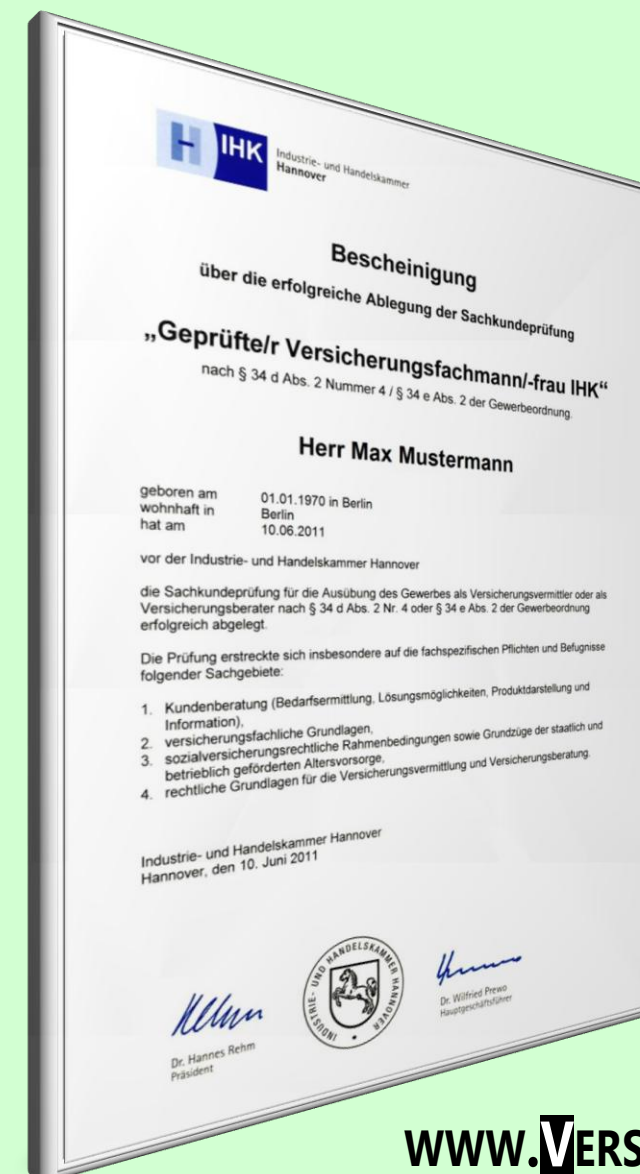 H IHK
Industrie- und Handelskammer
Hannover
Bescheinigung
über die erfolgreiche Ablegung der Sachkundeprüfung
„Geprüfte/r Versicherungsfachmann/-frau IHK“
nach § 34 d Abs. 2 Nummer 4 / § 34 e Abs. 2 der Gewerbeordnung.
Herr Max Mustermann
geboren am 01.01.1970 in Berlin
wohnhaft in Berlin
hat am 10.06.2011
vor der Industrie- und Handelskammer Hannover
die Sachkundeprüfung für die Ausübung des Gewerbes als Versicherungsvermittler oder als
Versicherungsberater nach § 34 d Abs. 2 Nr. 4 oder § 34 e Abs. 2 der Gewerbeordnung
erfolgreich abgelegt.
Die Prüfung erstreckte sich insbesondere auf die fachspezifischen Pflichten und Befugnisse
folgender Sachgebiete:
1. Kundenberatung (Bedarfsermittlung, Lösungsmöglichkeiten, Produktdarstellung und
Information),
2. versicherungsfachliche Grundlagen,
3. sozialversicherungsrechtliche Rahmenbedingungen sowie Grundzüge der staatlich und
betrieblich geförderten Altersvorsorge,
4. rechtliche Grundlagen für die Versicherungsvermittlung und Versicherungsberatung.
Industrie- und Handelskammer Hannover
Hannover, den 10. Juni 2011
INDUSTRIE- UND HANDELSKAMMER HANNOVER
Dr. Hannes Rehm
Präsident
Dr. Wilfried Prewo
Hauptgeschäftsführer
WWW.VERS